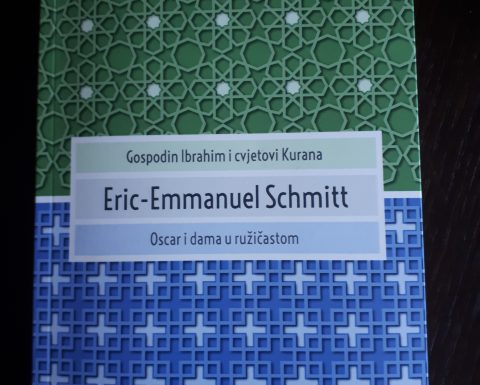 Gospodin Ibrahim i cvjetovi Kurana
Eric-Emmanuel Schmitt
Oscar i dama u ružičastom